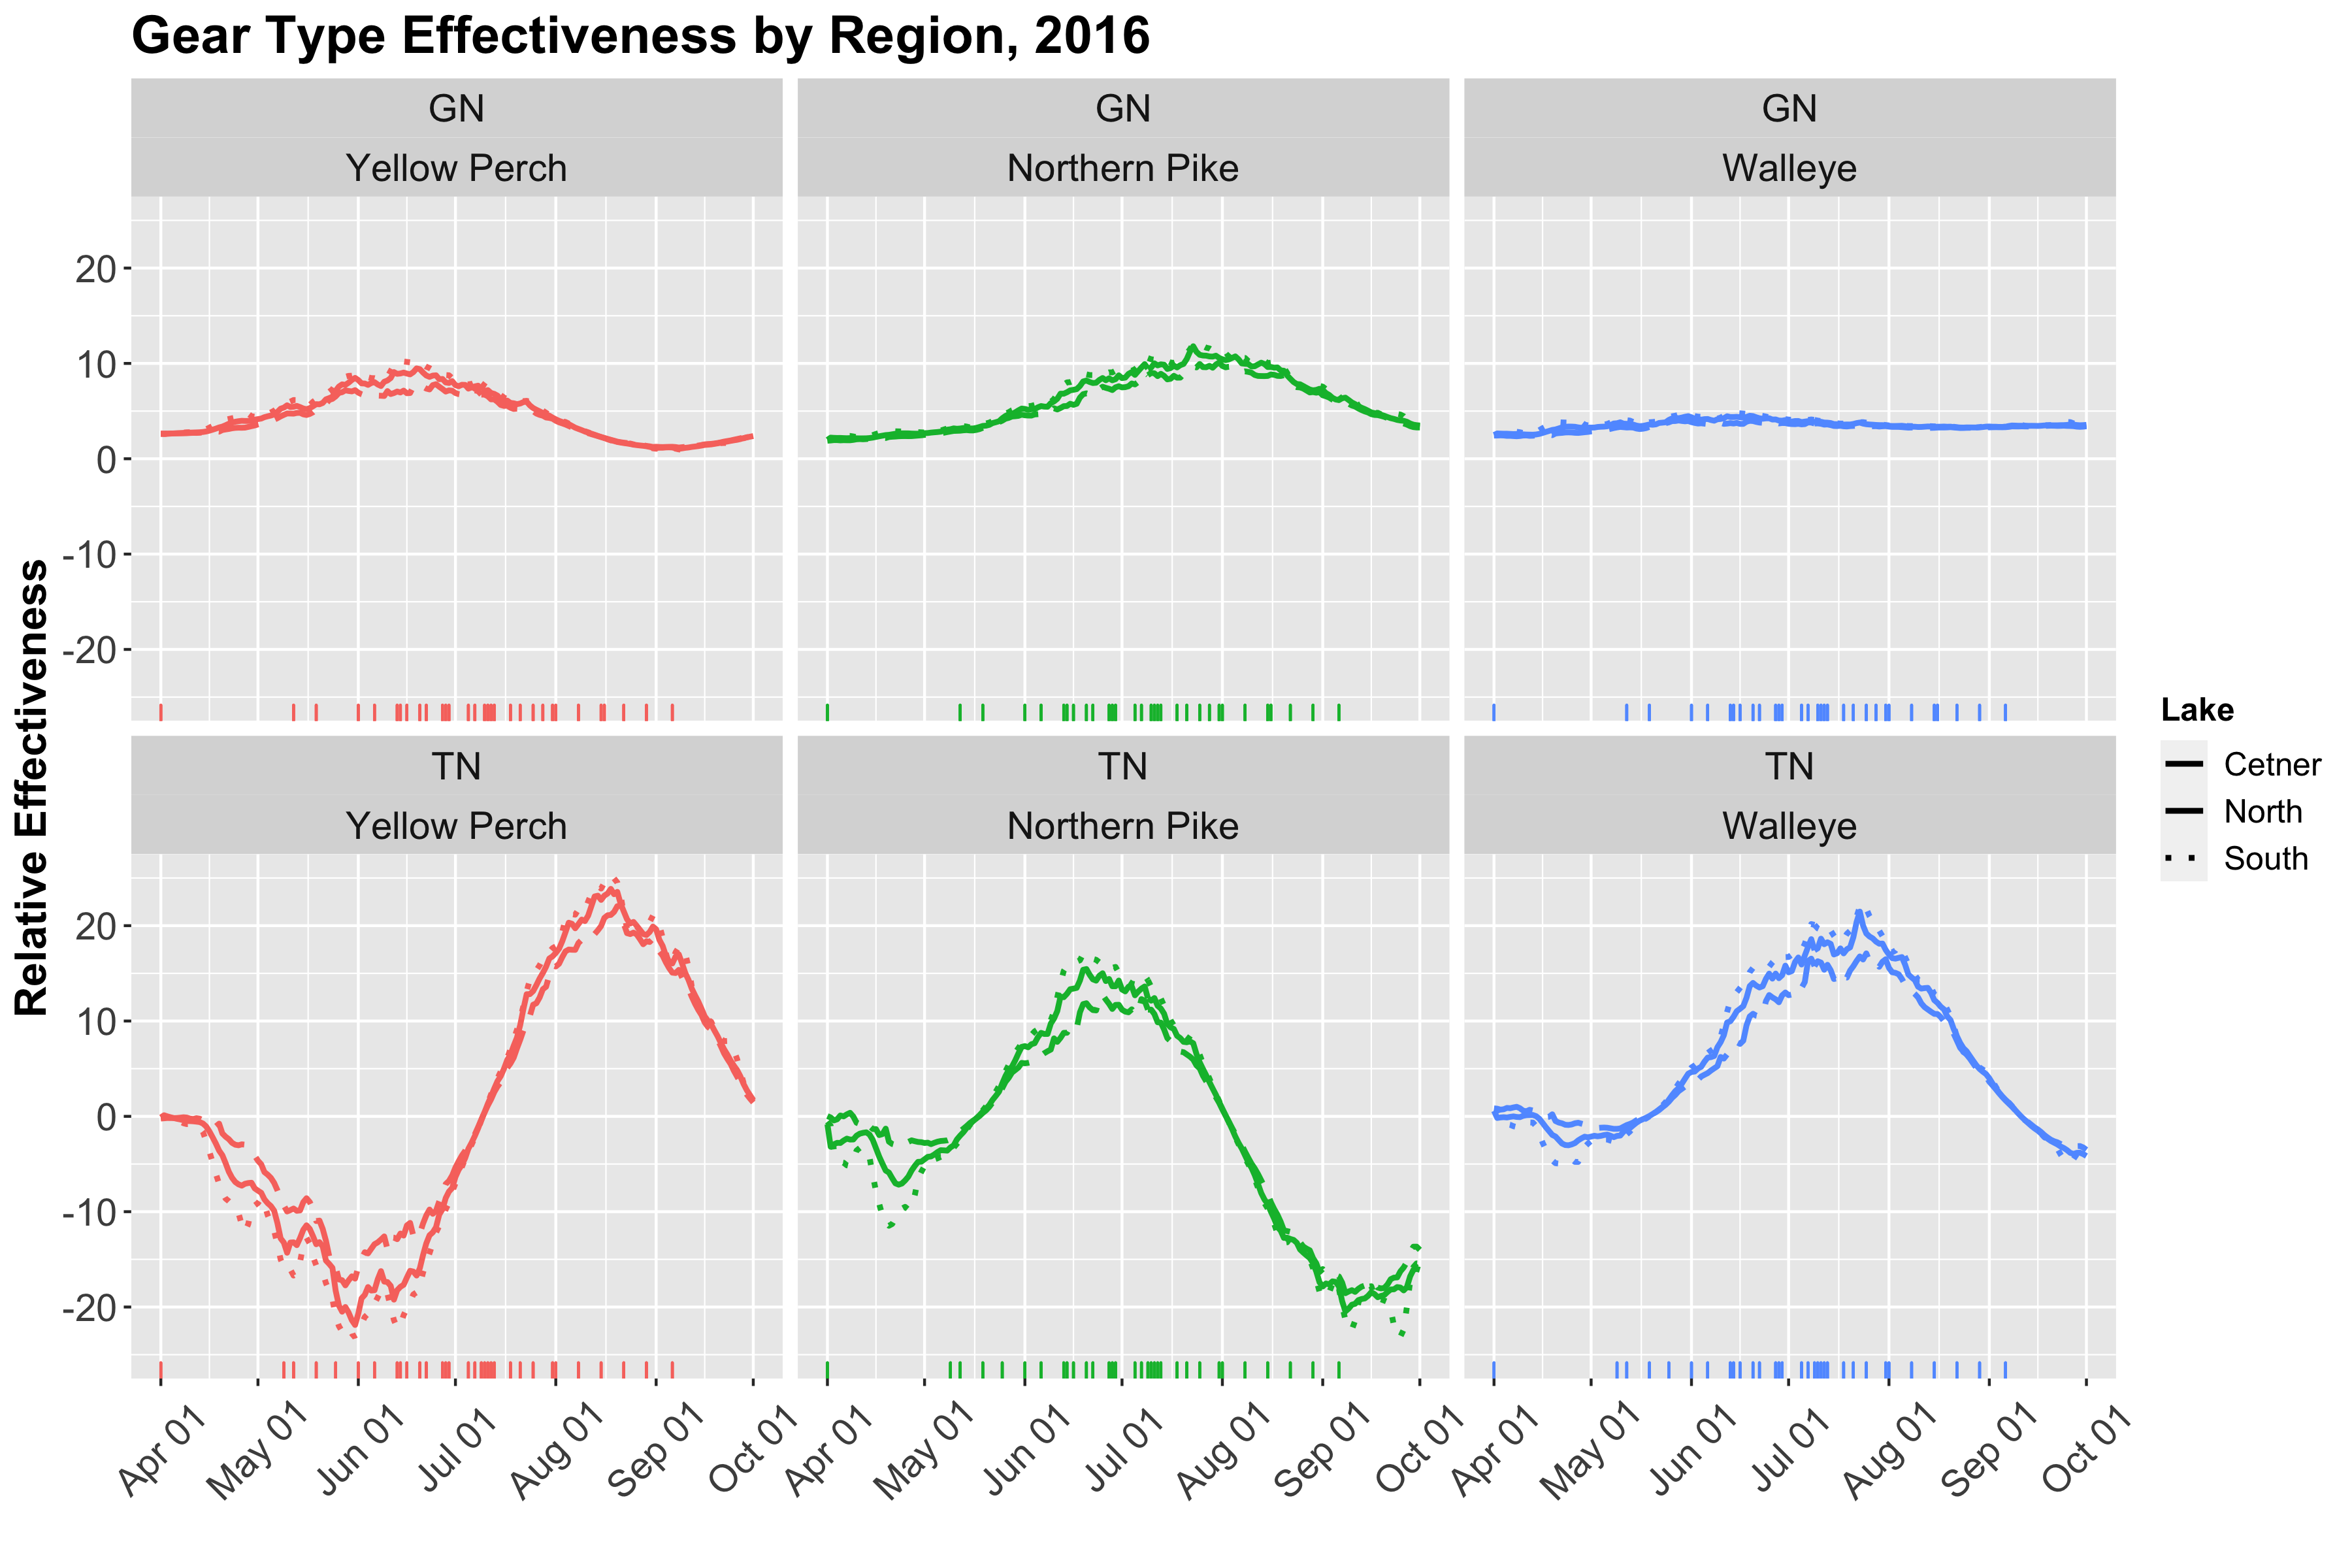 Gear Type Effectiveness by Region, 2016
GN
Yellow Perch
GN
Northern Pike
GN
Walleye
20
10
0
-10
-20
Relative Effectiveness
TN
Yellow Perch
TN
Northern Pike
TN
Walleye
20
10
0
-10
-20
Apr 01
May 01
Jun 01
Jul 01
Aug 01
Sep 01
Oct 01
Apr 01
May 01
Jun 01
Jul 01
Aug 01
Sep 01
Oct 01
Apr 01
May 01
Jun 01
Jul 01
Aug 01
Sep 01
Oct 01
Lake
Cetner
North
South